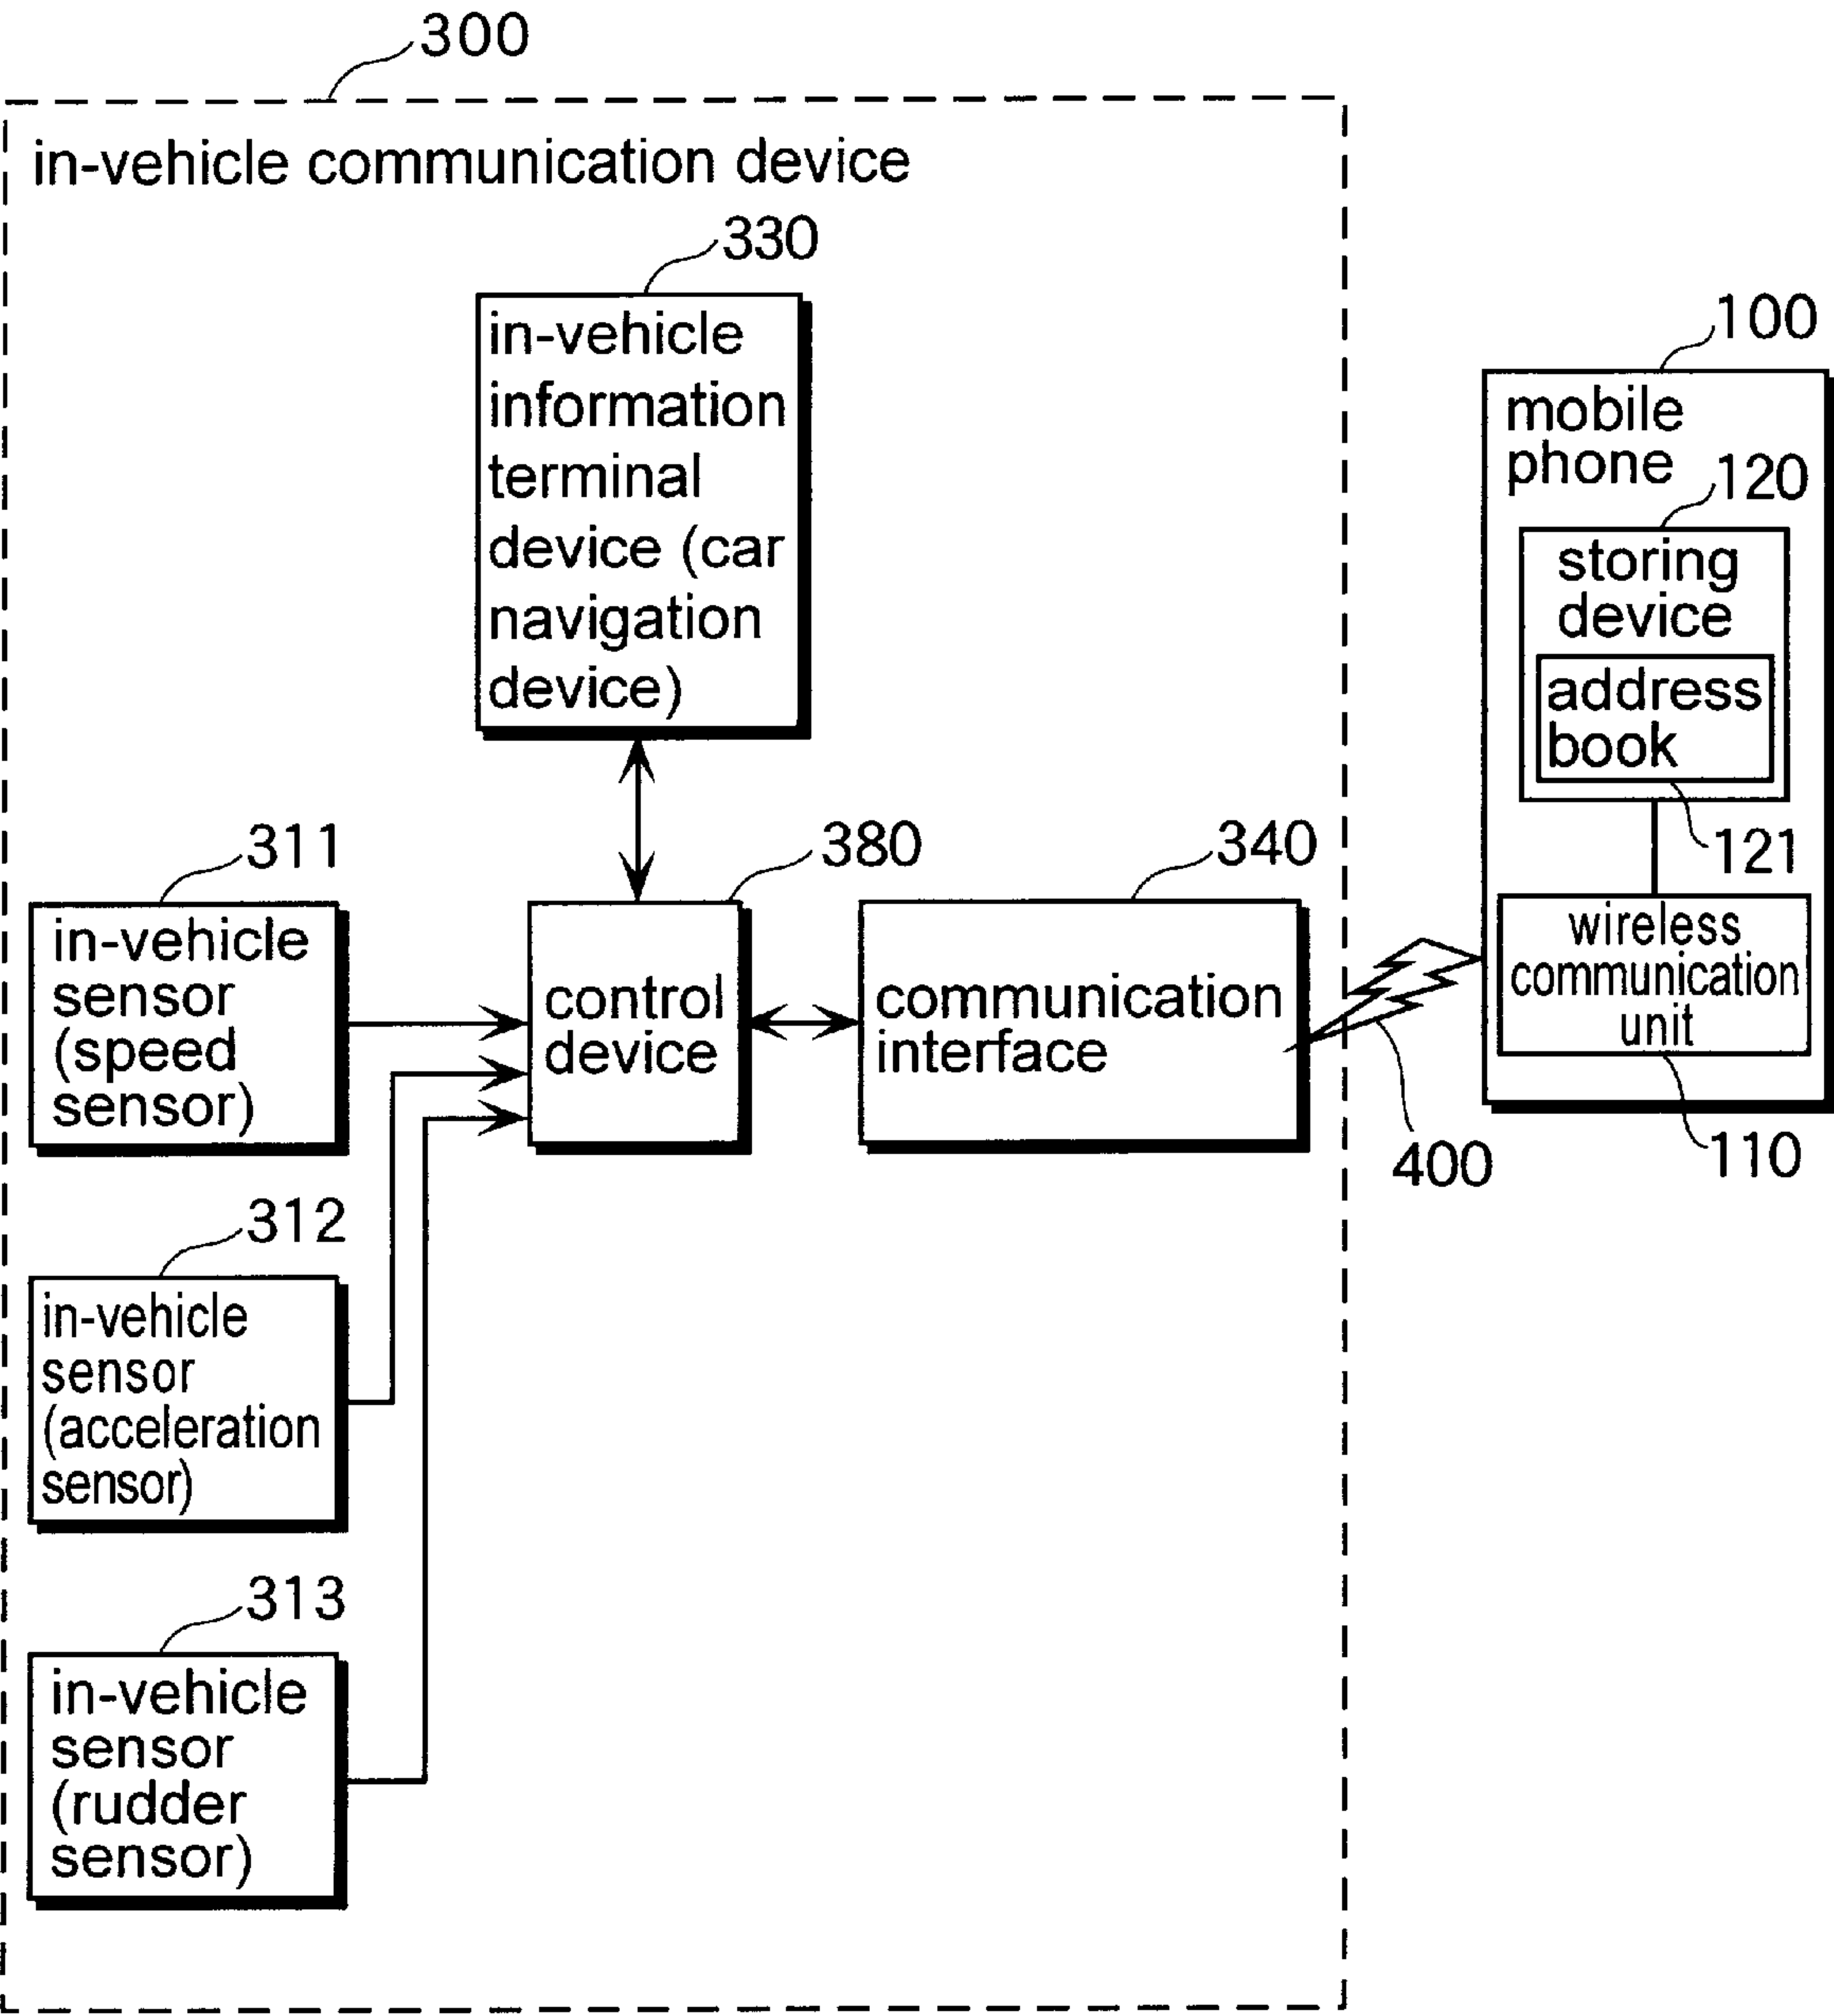 300
in-vehicle communication device
330
in-vehicle
information
terminal
device (car
navigation
device)
100
mobile
phone
120
storing
device
address
book
121
wireless
communication
unit
110
311
in-vehicle
sensor
(speed
sensor)
380
control
device
340
communication
interface
400
312
in-vehicle
sensor
(acceleration
sensor)
313
in-vehicle
sensor
(rudder
sensor)